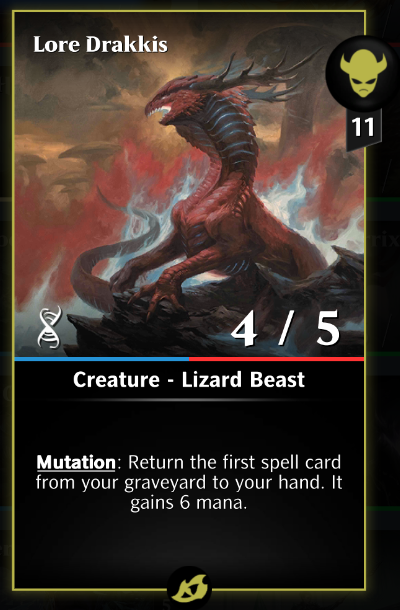 Lore Drakkis
11
4 / 5
Creature - Lizard Beast
Mutation: Return the first spell card
from your graveyard to your hand. It
gains 6 mana.